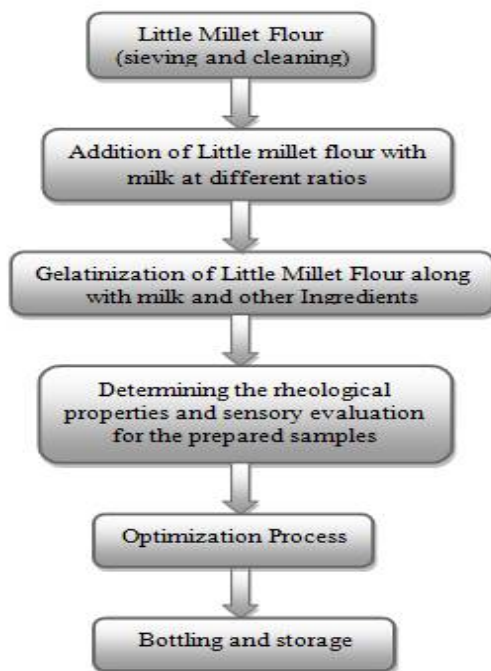 Little Millet Flour
(sieving and cleaning)
Addition of Little millet flour with
milk at different ratios
Gelatinization of Little Millet Flour along
with milk and other Ingredients
Determining the rheological
properties and sensory evaluation
for the prepared samples
Optimization Process
Bottling and storage